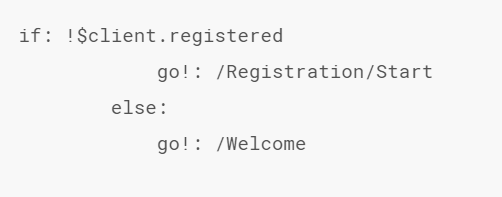 if: !$client.registered
go!: /Registration/Start
else:
go!: /Welcome